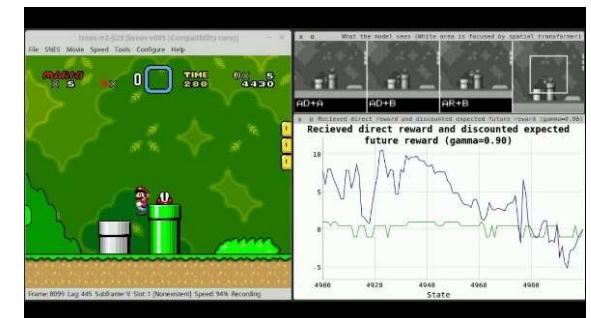 lsnes rr2-β23 [bsnes v085 (Compatibility core)]
File SNES Movie Speed Tools Configure Help
MARIO TIME
x 5 x 0 288 x 5
4430
Frame: 8099 Lag: 445 Subframe: V Slot: 1 [Nonexistent] Speed: 94% Recording
What the model sees (White area is focused by spatial transformer)
AD+A AD+B AR+B
Recieved direct reward and discounted expected future reward (gamma=0.90)
Recieved direct reward and discounted expected
future reward (gamma=0.90)
10
5
0
-5
4900 4920 4940 4960 4980
State